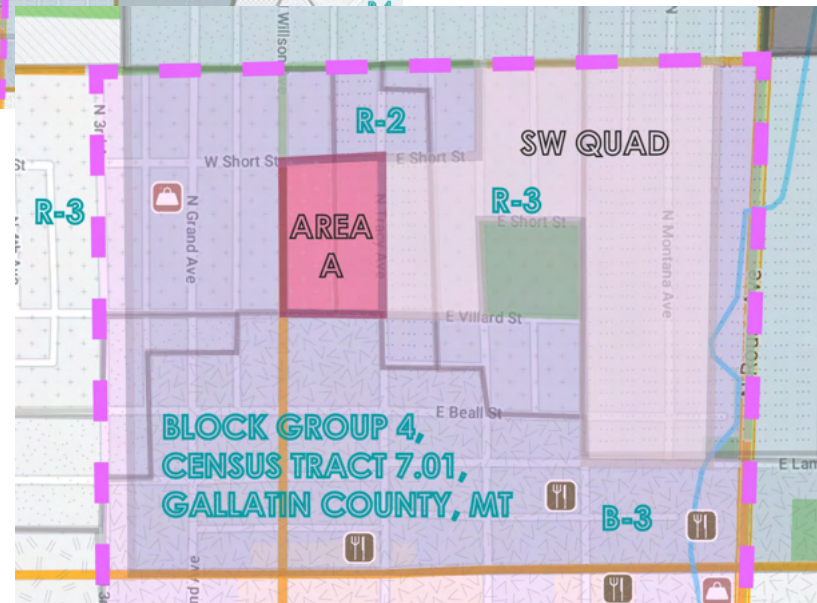 N Willson Ave
R-2
SW QUAD
W Short St
E Short St
R-3
R-3
E Short St
N Grand Ave
AREA
A
N Tracy Ave
N Montana Ave
E Villard St
E Beall St
BLOCK GROUP 4,
CENSUS TRACT 7.01,
GALLATIN COUNTY, MT
E Lam
B-3